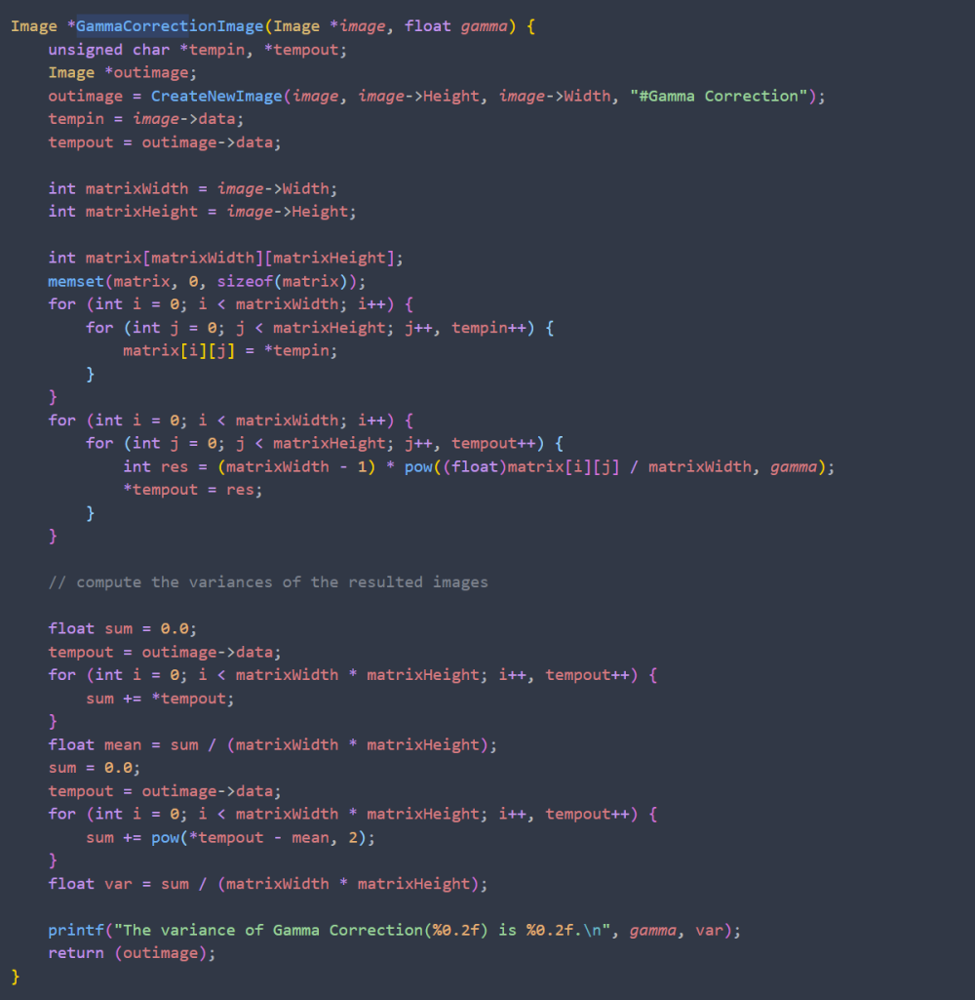 Image *GammaCorrectionImage(Image *image, float gamma) {
    unsigned char *tempin, *tempout;
    Image *outimage;
    outimage = CreateNewImage(image, image->Height, image->Width, "#Gamma Correction");
    tempin = image->data;
    tempout = outimage->data;

    int matrixWidth = image->Width;
    int matrixHeight = image->Height;

    int matrix[matrixWidth][matrixHeight];
    memset(matrix, 0, sizeof(matrix));
    for (int i = 0; i < matrixWidth; i++) {
        for (int j = 0; j < matrixHeight; j++, tempin++) {
            matrix[i][j] = *tempin;
        }
    }
    for (int i = 0; i < matrixWidth; i++) {
        for (int j = 0; j < matrixHeight; j++, tempout++) {
            int res = (matrixWidth - 1) * pow((float)matrix[i][j] / matrixWidth, gamma);
            *tempout = res;
        }
    }

    // compute the variances of the resulted images

    float sum = 0.0;
    tempout = outimage->data;
    for (int i = 0; i < matrixWidth * matrixHeight; i++, tempout++) {
        sum += *tempout;
    }
    float mean = sum / (matrixWidth * matrixHeight);
    sum = 0.0;
    tempout = outimage->data;
    for (int i = 0; i < matrixWidth * matrixHeight; i++, tempout++) {
        sum += pow(*tempout - mean, 2);
    }
    float var = sum / (matrixWidth * matrixHeight);

    printf("The variance of Gamma Correction(%0.2f) is %0.2f.\n", gamma, var);
    return (outimage);
}